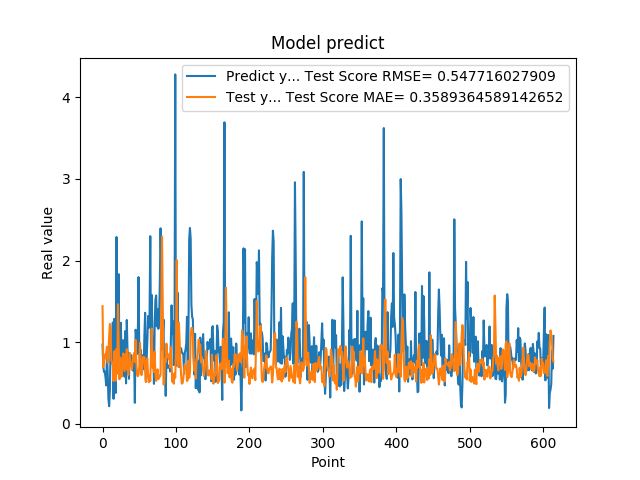 Model predict
Predict y... Test Score RMSE= 0.547716027909
Test y... Test Score MAE= 0.3589364589142652
Real value
4
3
2
1
0
0 100 200 300 400 500 600
Point